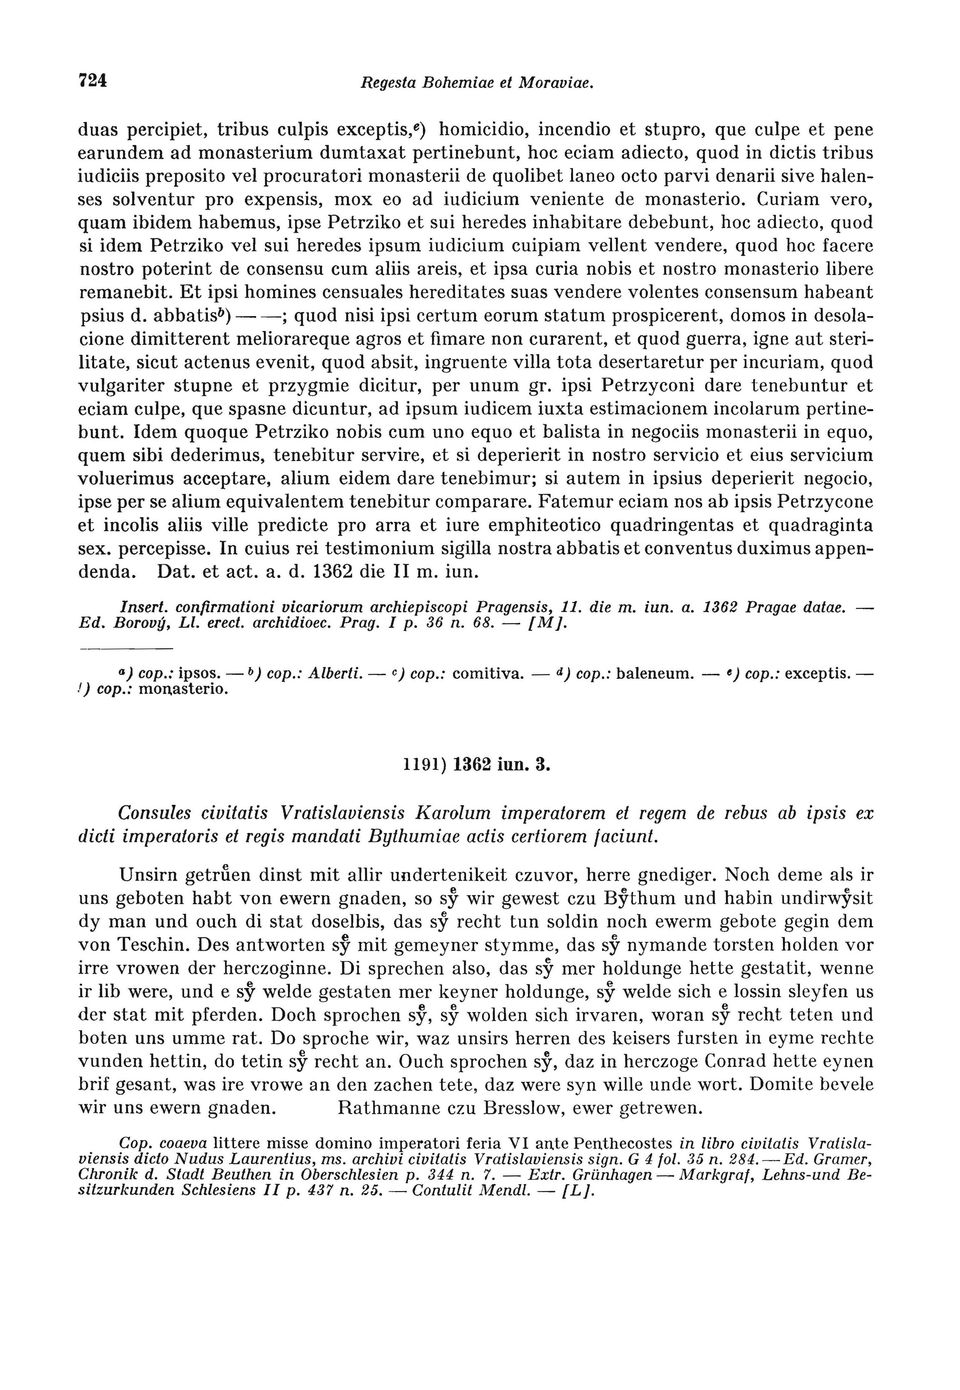 724 Regesta Bohemiae et Moraviae.
duas percipiet, tribus culpis exceptis,ᵉ) homicidio, incendio et stupro, que culpe et pene
earundem ad monasterium dumtaxat pertinebunt, hoc eciam adiecto, quod in dictis tribus
iudiciis preposito vel procuratori monasterii de quolibet laneo octo parvi denarii sive halen-
ses solventur pro expensis, mox eo ad iudicium veniente de monasterio. Curiam vero,
quam ibidem habemus, ipse Petrziko et sui heredes inhabitare debebunt, hoc adiecto, quod
si idem Petrziko vel sui heredes ipsum iudicium cuipiam vellent vendere, quod hoc facere
nostro poterint de consensu cum aliis areis, et ipsa curia nobis et nostro monasterio libere
remanebit. Et ipsi homines censuales hereditates suas vendere volentes consensum habeant
psius d. abbatisᵇ) — —; quod nisi ipsi certum eorum statum prospicerent, domos in desola-
cione dimitterent meliorareque agros et fimare non curarent, et quod guerra, igne aut steri-
litate, sicut actenus evenit, quod absit, ingruente villa tota desertaretur per incuriam, quod
vulgariter stupne et przygmie dicitur, per unum gr. ipsi Petrzyconi dare tenebuntur et
eciam culpe, que spasne dicuntur, ad ipsum iudicem iuxta estimacionem incolarum pertine-
bunt. Idem quoque Petrziko nobis cum uno equo et balista in negociis monasterii in equo,
quem sibi dederimus, tenebitur servire, et si deperierit in nostro servicio et eius servicium
voluerimus acceptare, alium eidem dare tenebimur; si autem in ipsius deperierit negocio,
ipse per se alium equivalentem tenebitur comparare. Fatemur eciam nos ab ipsis Petrzycone
et incolis aliis ville predicte pro arra et iure emphiteotico quadringentas et quadraginta
sex. percepisse. In cuius rei testimonium sigilla nostra abbatis et conventus duximus appen-
denda. Dat. et act. a. d. 1362 die II m. iun.
Insert. confirmationi vicariorum archiepiscopi Pragensis, 11. die m. iun. a. 1362 Pragae datae. —
Ed. Borový, Ll. erect. archidioec. Prag. I p. 36 n. 68. — [M].
ᵃ) cop.: ipsos. — ᵇ) cop.: Alberti. — ᶜ) cop.: comitiva. — ᵈ) cop.: baleneum. — ᵉ) cop.: exceptis. —
ᶠ) cop.: monasterio.
1191) 1362 iun. 3.
Consules civitatis Vratislaviensis Karolum imperatorem et regem de rebus ab ipsis ex
dicti imperatoris et regis mandati Bythumiae actis certiorem faciunt.
Unsirn getruͤen dinst mit allir undertenikeit czuvor, herre gnediger. Noch deme als ir
uns geboten habt von ewern gnaden, so syͤ wir gewest czu Byͤthum und habin undirwyͤsit
dy man und ouch di stat doselbis, das syͤ recht tun soldin noch ewerm gebote gegin dem
von Teschin. Des antworten syͤ mit gemeyner stymme, das syͤ nymande torsten holden vor
irre vrowen der herczoginne. Di sprechen also, das syͤ mer holdunge hette gestatit, wenne
ir lib were, und e syͤ welde gestaten mer keyner holdunge, syͤ welde sich e lossin sleyfen us
der stat mit pferden. Doch sprochen syͤ, syͤ wolden sich irvaren, woran syͤ recht teten und
boten uns umme rat. Do sproche wir, waz unsirs herren des keisers fursten in eyme rechte
vunden hettin, do tetin syͤ recht an. Ouch sprochen syͤ, daz in herczoge Conrad hette eynen
brif gesant, was ire vrowe an den zachen tete, daz were syn wille unde wort. Domite bevele
wir uns ewern gnaden. Rathmanne czu Bresslow, ewer getrewen.
Cop. coaeva littere misse domino imperatori feria VI ante Penthecostes in libro civitatis Vratisla-
viensis dicto Nudus Laurentius, ms. archivi civitatis Vratislaviensis sign. G 4 fol. 35 n. 284. — Ed. Gramer,
Chronik d. Stadt Beuthen in Oberschlesien p. 344 n. 7. — Extr. Grünhagen — Markgraf, Lehns-und Be-
sitzurkunden Schlesiens II p. 437 n. 25. — Contulit Mendl. — [L].